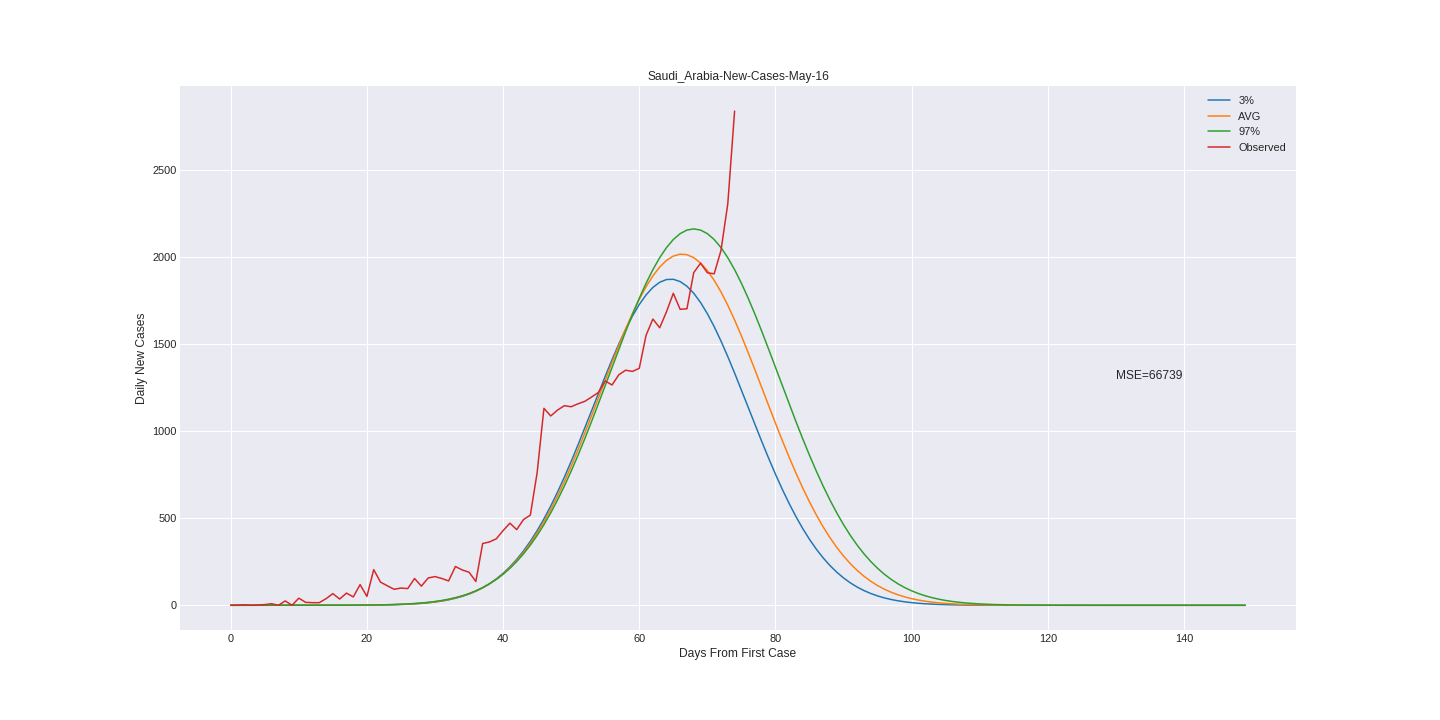 Saudi_Arabia-New-Cases-May-16
3%
AVG
97%
Observed
2500
2000
1500
1000
500
0
Daily New Cases
MSE=66739
0 20 40 60 80 100 120 140
Days From First Case